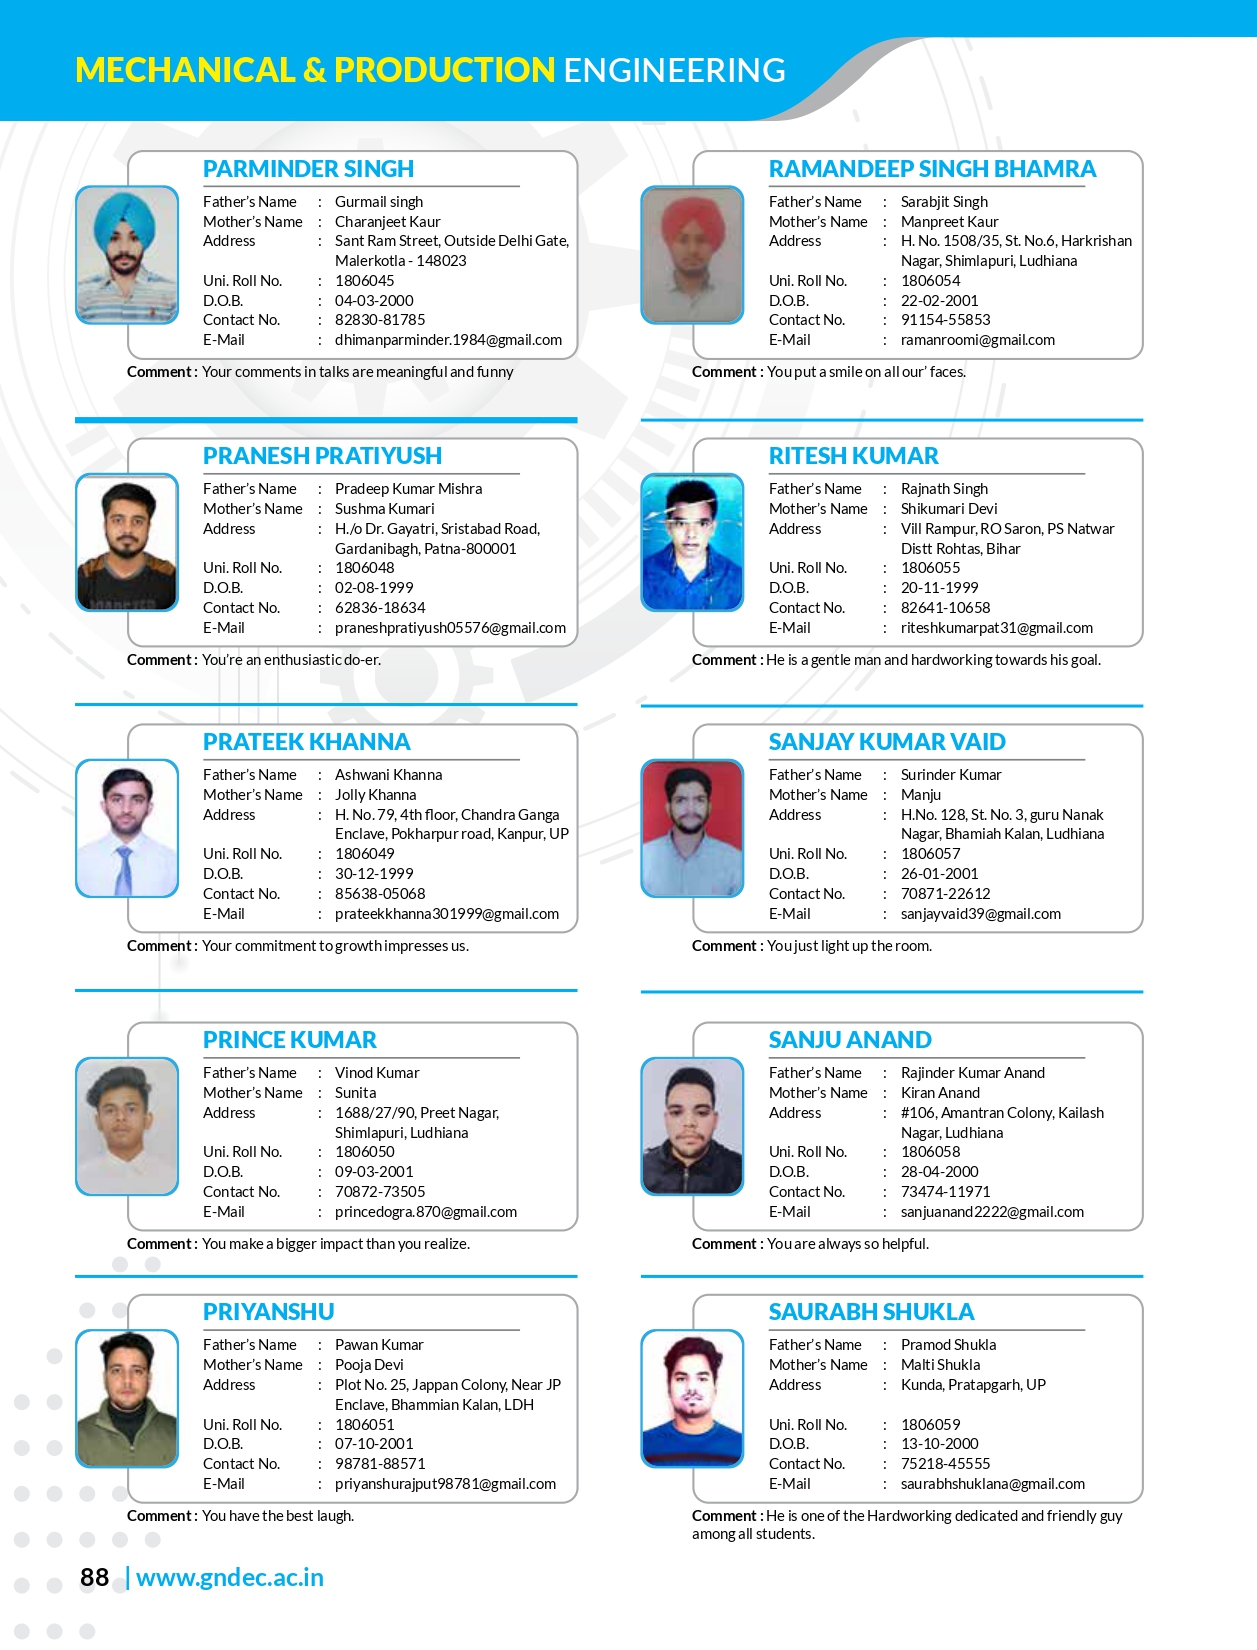 MECHANICAL & PRODUCTION ENGINEERING
PARMINDER SINGH
Father's Name : Gurmail singh
Mother's Name : Charanjeet Kaur
Address : Sant Ram Street, Outside Delhi Gate,
Malerkotla - 148023
Uni. Roll No. : 1806045
D.O.B. : 04-03-2000
Contact No. : 82830-81785
E-Mail : dhimanparminder.1984@gmail.com
Comment : Your comments in talks are meaningful and funny
PRANESH PRATIYUSH
Father's Name : Pradeep Kumar Mishra
Mother's Name : Sushma Kumari
Address : H./o Dr. Gayatri, Sristabad Road,
Gardanibagh, Patna-800001
Uni. Roll No. : 1806048
D.O.B. : 02-08-1999
Contact No. : 62836-18634
E-Mail : praneshpratiyush05576@gmail.com
Comment : You're an enthusiastic do-er.
PRATEEK KHANNA
Father's Name : Ashwani Khanna
Mother's Name : Jolly Khanna
Address : H. No. 79, 4th floor, Chandra Ganga
Enclave, Pokharpur road, Kanpur, UP
Uni. Roll No. : 1806049
D.O.B. : 30-12-1999
Contact No. : 85638-05068
E-Mail : prateekkhanna301999@gmail.com
Comment : Your commitment to growth impresses us.
PRINCE KUMAR
Father's Name : Vinod Kumar
Mother's Name : Sunita
Address : 1688/27/90, Preet Nagar,
Shimlapuri, Ludhiana
Uni. Roll No. : 1806050
D.O.B. : 09-03-2001
Contact No. : 70872-73505
E-Mail : princedogra.870@gmail.com
Comment : You make a bigger impact than you realize.
PRIYANSHU
Father's Name : Pawan Kumar
Mother's Name : Pooja Devi
Address : Plot No. 25, Jappan Colony, Near JP
Enclave, Bhammian Kalan, LDH
Uni. Roll No. : 1806051
D.O.B. : 07-10-2001
Contact No. : 98781-88571
E-Mail : priyanshurajput98781@gmail.com
Comment : You have the best laugh.
RAMANDEEP SINGH BHAMRA
Father's Name : Sarabjit Singh
Mother's Name : Manpreet Kaur
Address : H. No. 1508/35, St. No.6, Harkrishan
Nagar, Shimlapuri, Ludhiana
Uni. Roll No. : 1806054
D.O.B. : 22-02-2001
Contact No. : 91154-55853
E-Mail : ramanroomi@gmail.com
Comment : You put a smile on all our' faces.
RITESH KUMAR
Father's Name : Rajnath Singh
Mother's Name : Shikumari Devi
Address : Vill Rampur, RO Saron, PS Natwar
Distt Rohtas, Bihar
Uni. Roll No. : 1806055
D.O.B. : 20-11-1999
Contact No. : 82641-10658
E-Mail : riteshkumarpat31@gmail.com
Comment : He is a gentle man and hardworking towards his goal.
SANJAY KUMAR VAID
Father's Name : Surinder Kumar
Mother's Name : Manju
Address : H.No. 128, St. No. 3, guru Nanak
Nagar, Bhamiah Kalan, Ludhiana
Uni. Roll No. : 1806057
D.O.B. : 26-01-2001
Contact No. : 70871-22612
E-Mail : sanjayvaid39@gmail.com
Comment : You just light up the room.
SANJU ANAND
Father's Name : Rajinder Kumar Anand
Mother's Name : Kiran Anand
Address : #106, Amantran Colony, Kailash
Nagar, Ludhiana
Uni. Roll No. : 1806058
D.O.B. : 28-04-2000
Contact No. : 73474-11971
E-Mail : sanjuanand2222@gmail.com
Comment : You are always so helpful.
SAURABH SHUKLA
Father's Name : Pramod Shukla
Mother's Name : Malti Shukla
Address : Kunda, Pratapgarh, UP
Uni. Roll No. : 1806059
D.O.B. : 13-10-2000
Contact No. : 75218-45555
E-Mail : saurabhshuklana@gmail.com
Comment : He is one of the Hardworking dedicated and friendly guy
among all students.
88 | www.gndec.ac.in